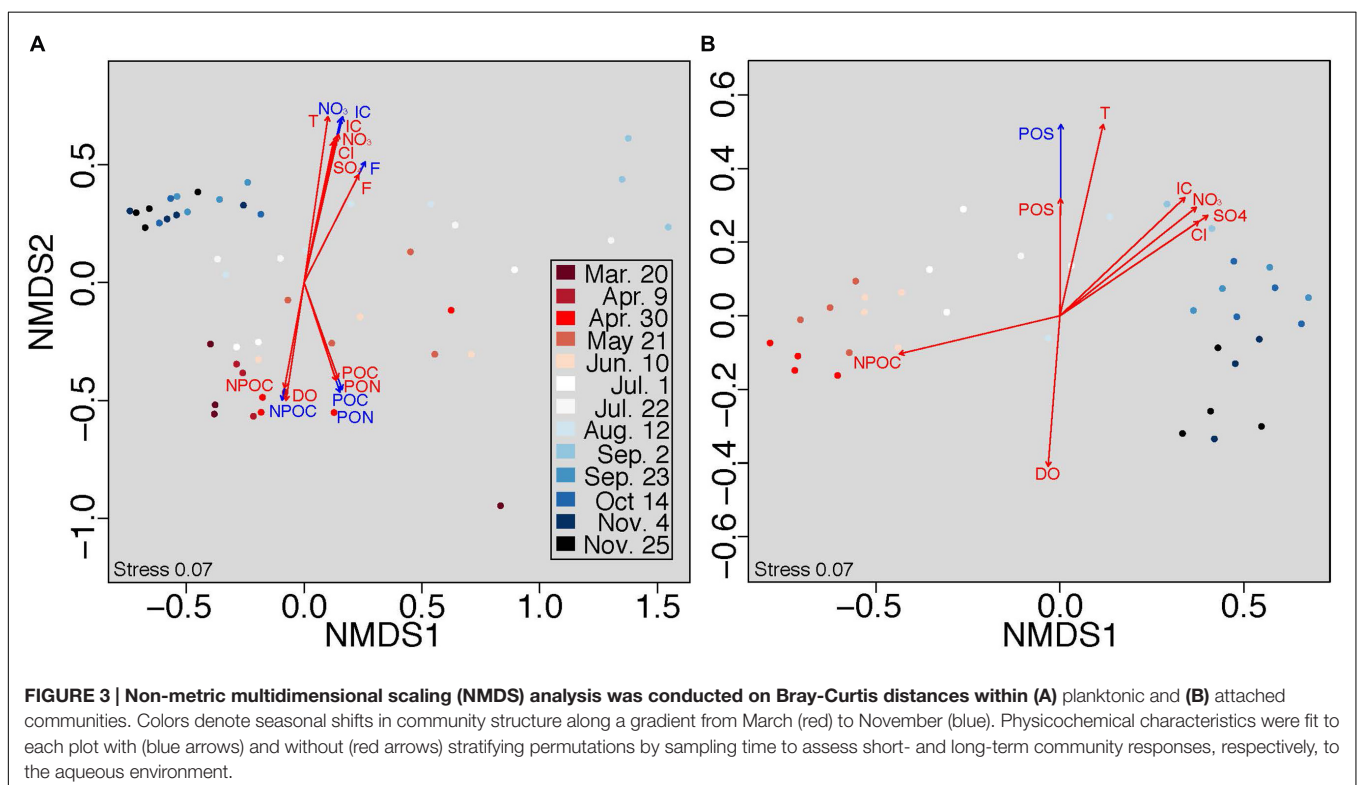 A
B
NMDS2
0.5
0.0
−0.5
−1.0
NO₃ IC
T
IC
NO₃
Cl
SO₄ F
F
NPOC DO
NPOC
POC
PON
POC
PON
Mar. 20
Apr. 9
Apr. 30
May 21
Jun. 10
Jul. 1
Jul. 22
Aug. 12
Sep. 2
Sep. 23
Oct 14
Nov. 4
Nov. 25
Stress 0.07
−0.5 0.0 0.5 1.0 1.5
NMDS1
0.6
0.4
0.2
0.0
−0.2
−0.4
−0.6
T
POS
POS
IC
NO₃
SO4
Cl
NPOC
DO
Stress 0.07
−0.5 0.0 0.5
NMDS1
FIGURE 3 | Non-metric multidimensional scaling (NMDS) analysis was conducted on Bray-Curtis distances within (A) planktonic and (B) attached
communities. Colors denote seasonal shifts in community structure along a gradient from March (red) to November (blue). Physicochemical characteristics were fit to
each plot with (blue arrows) and without (red arrows) stratifying permutations by sampling time to assess short- and long-term community responses, respectively, to
the aqueous environment.